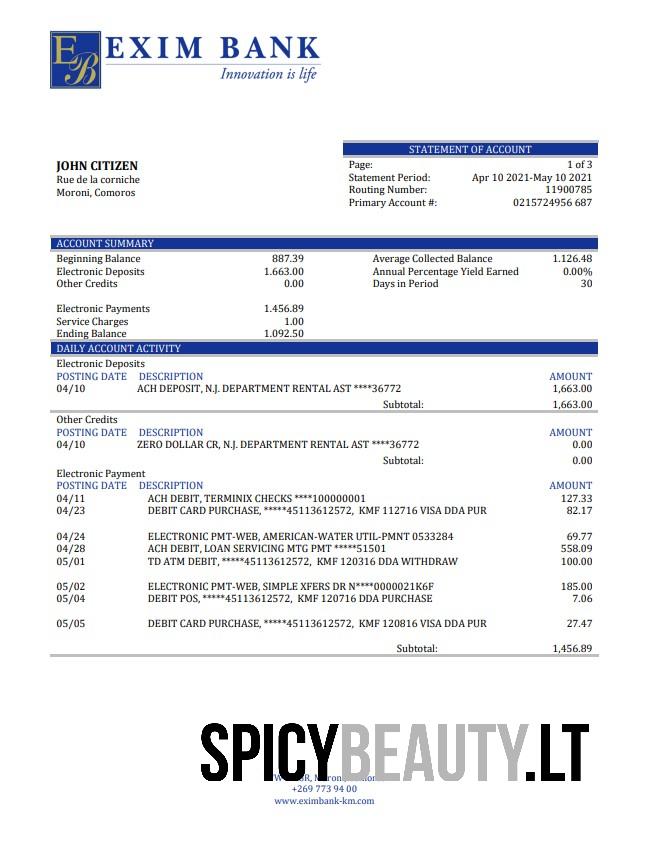 EB EXIM BANK
Innovation is life
STATEMENT OF ACCOUNT
JOHN CITIZEN
Rue de la corniche
Moroni, Comoros
Page: 1 of 3
Statement Period: Apr 10 2021-May 10 2021
Routing Number: 11900785
Primary Account #: 0215724956 687
ACCOUNT SUMMARY
Beginning Balance 887.39 Average Collected Balance 1.126.48
Electronic Deposits 1.663.00 Annual Percentage Yield Earned 0.00%
Other Credits 0.00 Days in Period 30
Electronic Payments 1.456.89
Service Charges 1.00
Ending Balance 1.092.50
DAILY ACCOUNT ACTIVITY
Electronic Deposits
POSTING DATE DESCRIPTION AMOUNT
04/10 ACH DEPOSIT, N.J. DEPARTMENT RENTAL AST ****36772 1,663.00
Subtotal: 1,663.00
Other Credits
POSTING DATE DESCRIPTION AMOUNT
04/10 ZERO DOLLAR CR, N.J. DEPARTMENT RENTAL AST ****36772 0.00
Subtotal: 0.00
Electronic Payment
POSTING DATE DESCRIPTION AMOUNT
04/11 ACH DEBIT, TERMINIX CHECKS ****100000001 127.33
04/23 DEBIT CARD PURCHASE, *****45113612572, KMF 112716 VISA DDA PUR 82.17
04/24 ELECTRONIC PMT-WEB, AMERICAN-WATER UTIL-PMNT 0533284 69.77
04/28 ACH DEBIT, LOAN SERVICING MTG PMT *****51501 558.09
05/01 TD ATM DEBIT, *****45113612572, KMF 120316 DDA WITHDRAW 100.00
05/02 ELECTRONIC PMT-WEB, SIMPLE XFERS DR N****0000021K6F 185.00
05/04 DEBIT POS, *****45113612572, KMF 120716 DDA PURCHASE 7.06
05/05 DEBIT CARD PURCHASE, *****45113612572, KMF 120816 VISA DDA PUR 27.47
Subtotal: 1,456.89
SPICYBEAUTY.LT
+269 773 94 00
www.eximbank-km.com